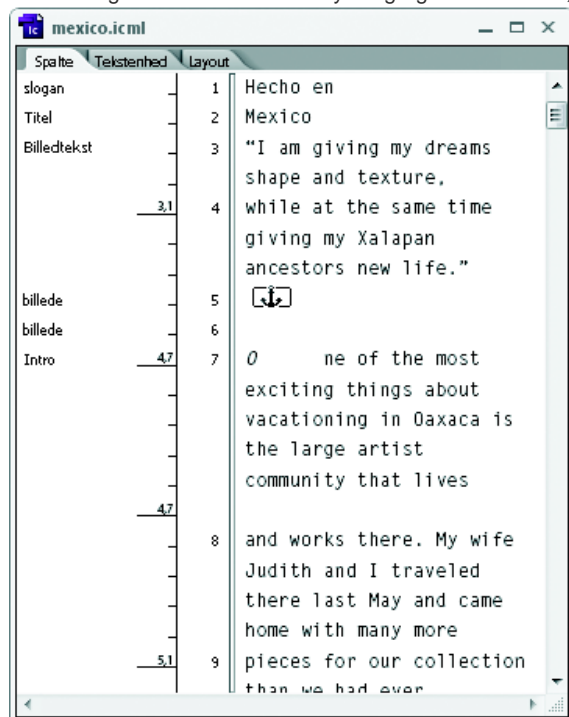 mexico.icml
Spalte Tekstenhed Layout
slogan 1 Hecho en
Titel 2 Mexico
Billedtekst 3 “I am giving my dreams
shape and texture,
3,1 4 while at the same time
giving my Xalapan
ancestors new life.”
billede 5
billede 6
Intro 4,7 7 O ne of the most
exciting things about
vacationing in Oaxaca is
the large artist
community that lives
4,7
8 and works there. My wife
Judith and I traveled
there last May and came
home with many more
5,1 9 pieces for our collection
than we had ever